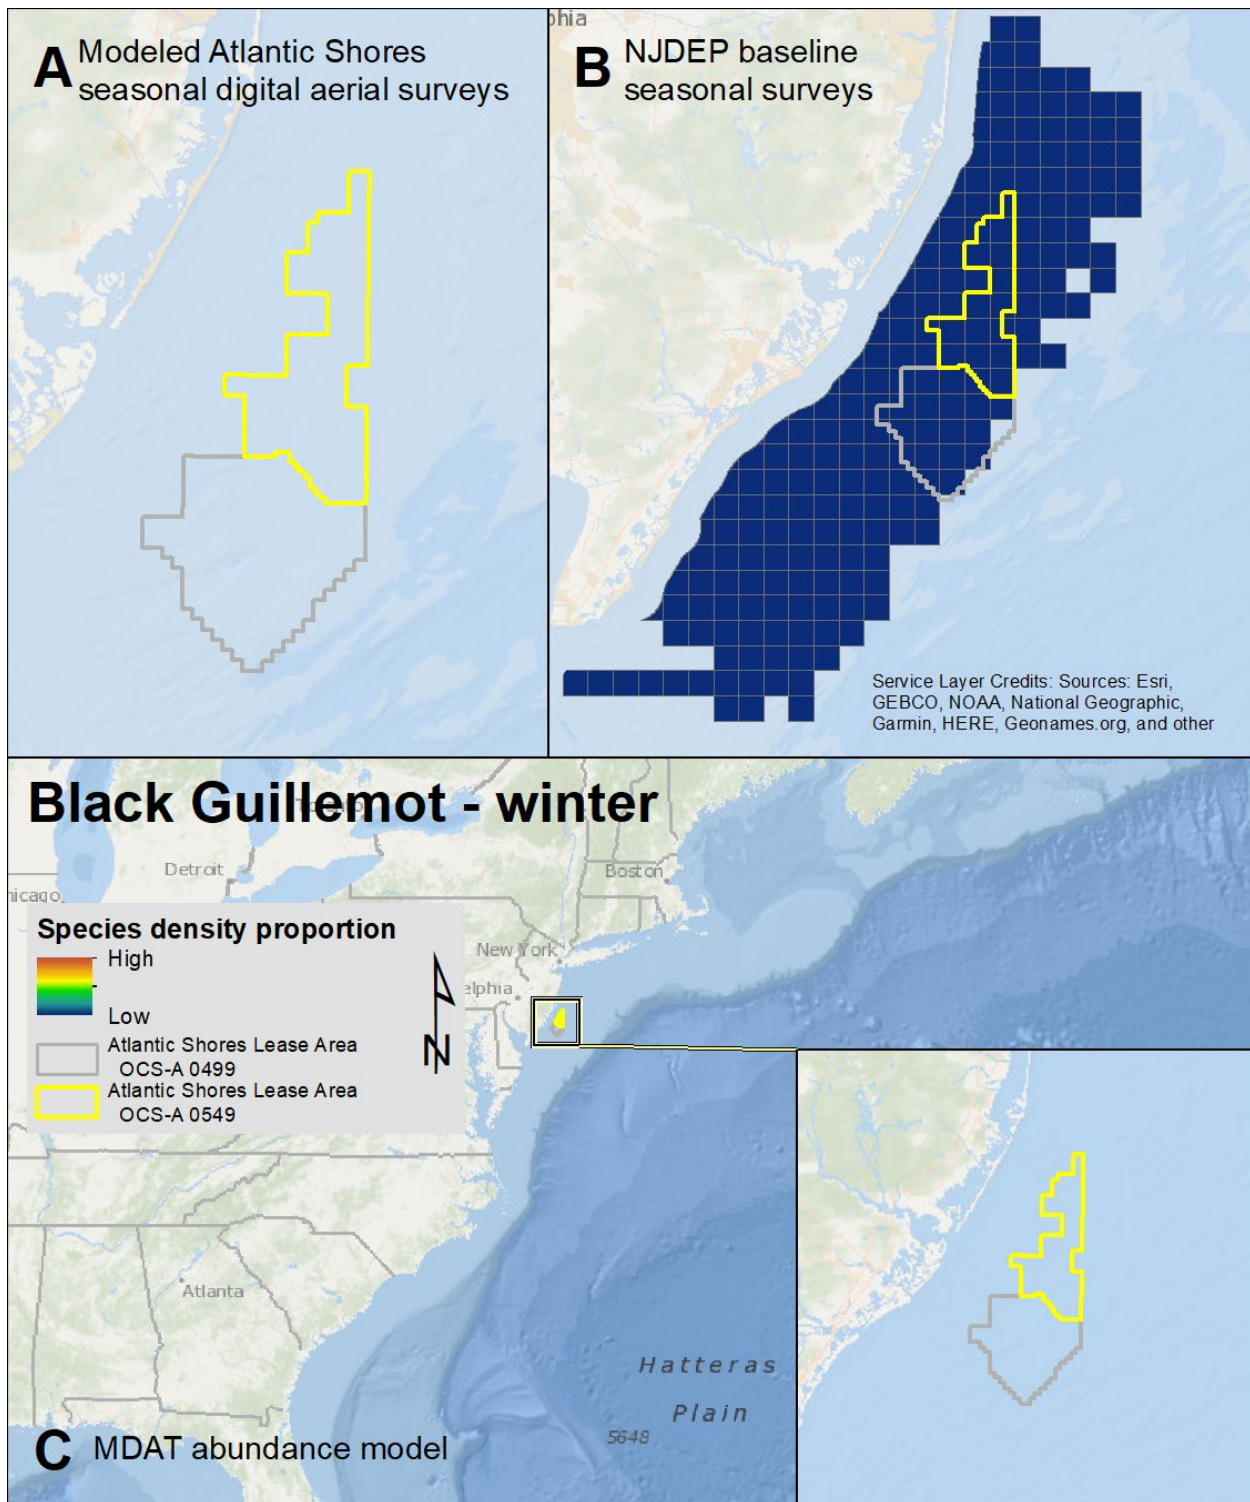 A Modeled Atlantic Shores
seasonal digital aerial surveys
phia
B NJDEP baseline
seasonal surveys
Service Layer Credits: Sources: Esri,
GEBCO, NOAA, National Geographic,
Garmin, HERE, Geonames.org, and other
Black Guillemot - winter
Detroit
Boston
hicago
Species density proportion
High
Low
Atlantic Shores Lease Area
OCS-A 0499
Atlantic Shores Lease Area
OCS-A 0549
N
New York
elphia
Atlanta
Hatteras
Plain
5648
C MDAT abundance model